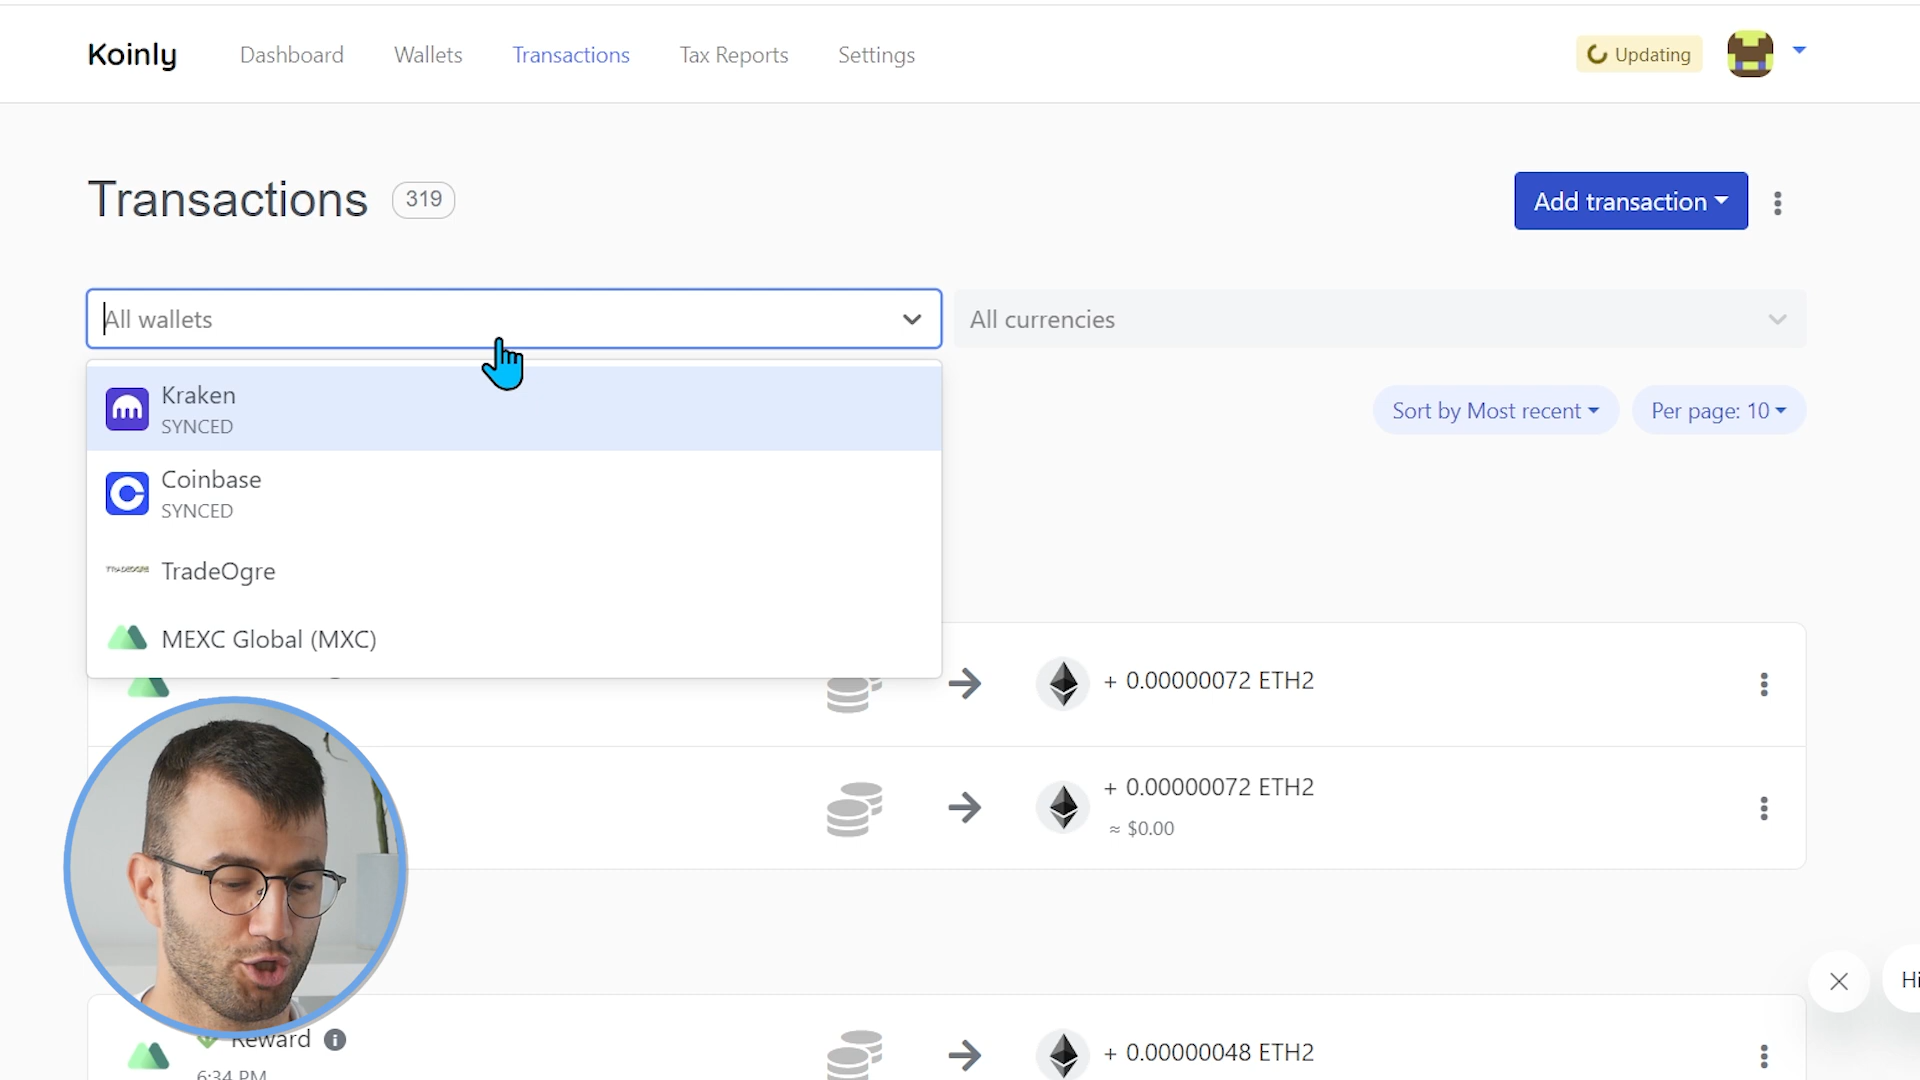 Koinly
Dashboard
Wallets
Transactions
Tax Reports
Settings
Updating
Transactions
319
Add transaction
All wallets
All currencies
Kraken
SYNCED
Sort by Most recent
Per page: 10
Coinbase
SYNCED
TRADEOGRE
TradeOgre
MEXC Global (MXC)
+ 0.00000072 ETH2
+ 0.00000072 ETH2
≈ $0.00
Hi
Reward
+ 0.00000048 ETH2
6:34 PM